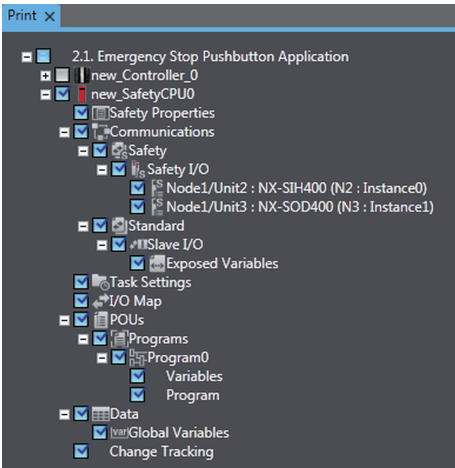 Print
2.1. Emergency Stop Pushbutton Application
new_Controller_0
new_SafetyCPU0
Safety Properties
Communications
Safety
Safety I/O
Node1/Unit2 : NX-SIH400 (N2 : Instance0)
Node1/Unit3 : NX-SOD400 (N3 : Instance1)
Standard
Slave I/O
Exposed Variables
Task Settings
I/O Map
POUs
Programs
Program0
Variables
Program
Data
Global Variables
Change Tracking